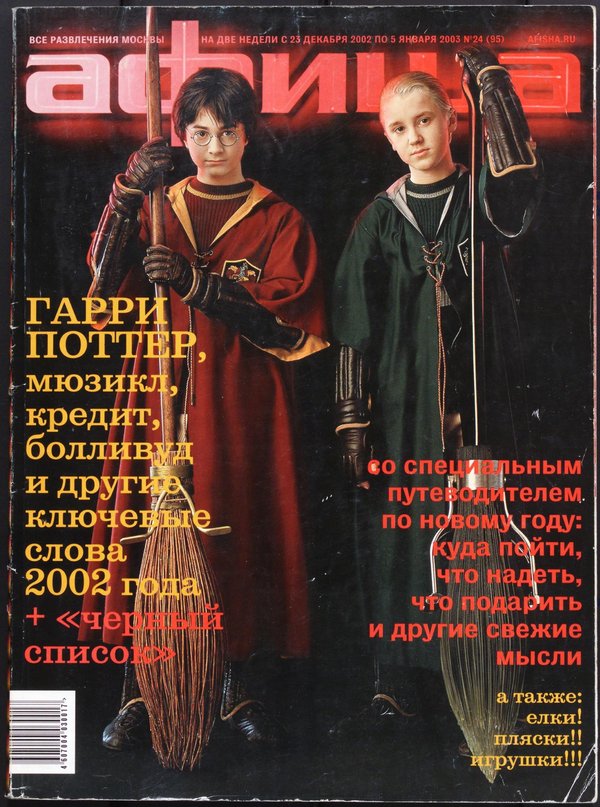 ВСЕ РАЗВЛЕЧЕНИЯ МОСКВЫ НА ДВЕ НЕДЕЛИ С 23 ДЕКАБРЯ 2002 ПО 5 ЯНВАРЯ 2003 №24 (95) AFISHA.RU
афиша
ГАРРИ
ПОТТЕР,
мюзикл,
кредит,
болливуд
и другие
ключевые
слова
2002 года
+ «черный
список»
со специальным
путеводителем
по новому году:
куда пойти,
что надеть,
что подарить
и другие свежие
мысли
а также:
елки!
пляски!!
игрушки!!!
4607004030017